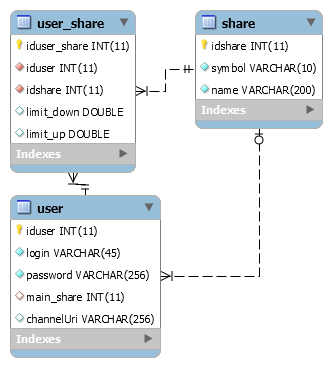 user_share
iduser_share INT(11)
iduser INT(11)
idshare INT(11)
limit_down DOUBLE
limit_up DOUBLE
Indexes
share
idshare INT(11)
symbol VARCHAR(10)
name VARCHAR(200)
Indexes
user
iduser INT(11)
login VARCHAR(45)
password VARCHAR(256)
main_share INT(11)
channelUri VARCHAR(256)
Indexes